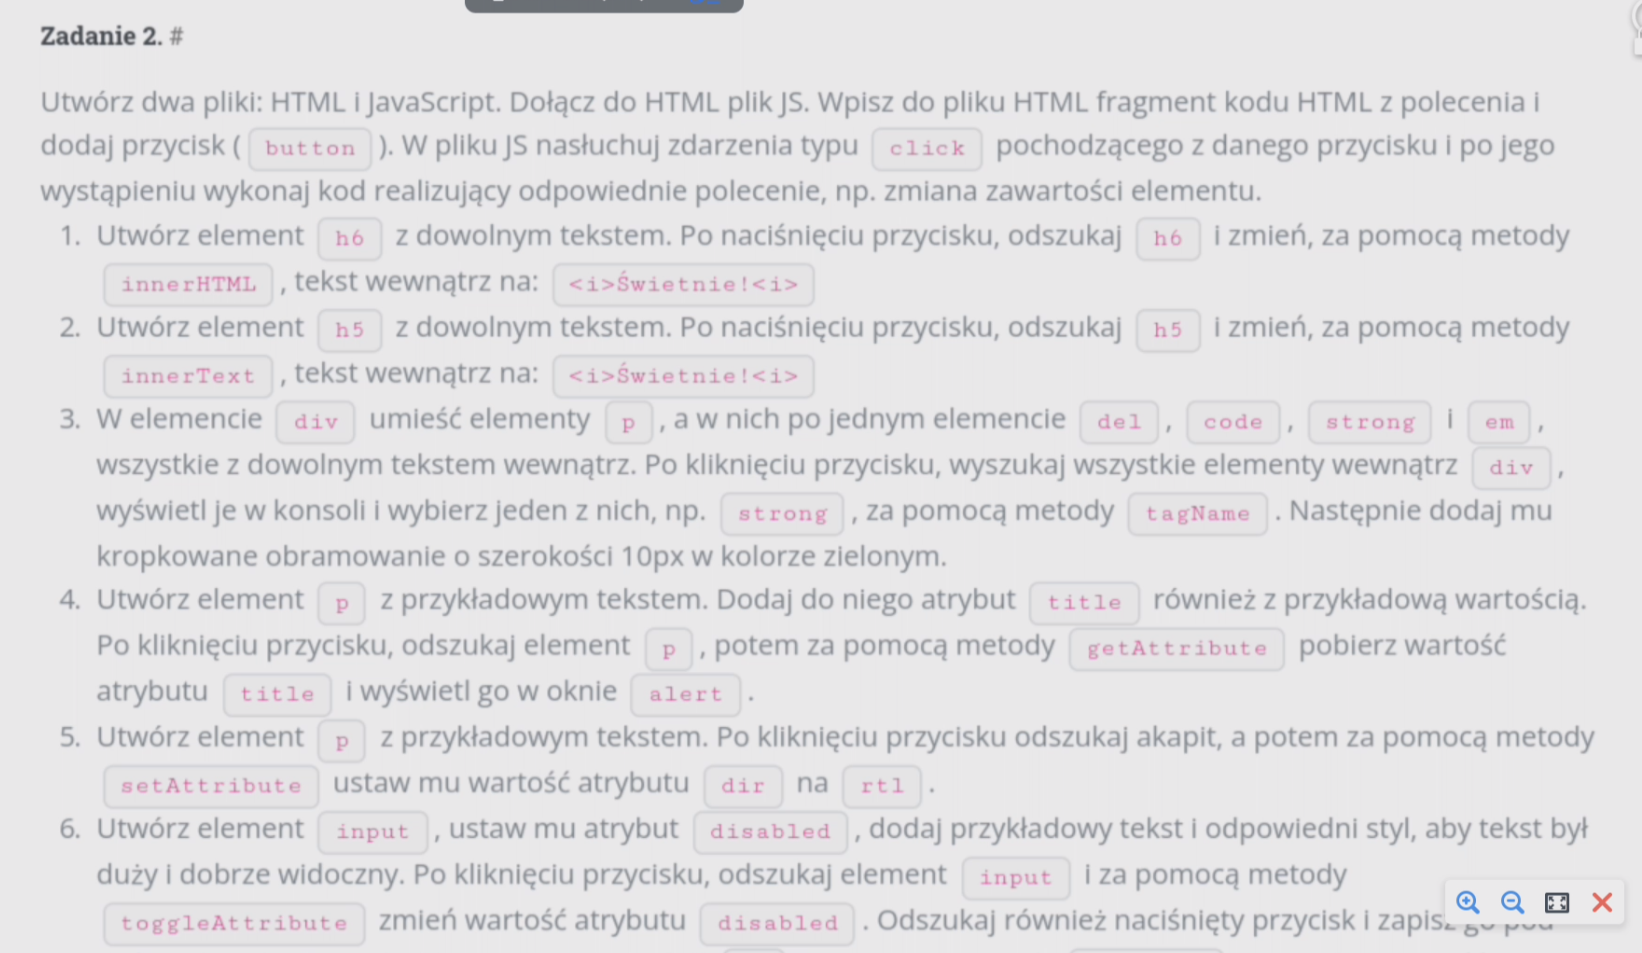 Zadanie 2. #
Utwórz dwa pliki: HTML i JavaScript. Dołącz do HTML plik JS. Wpisz do pliku HTML fragment kodu HTML z polecenia i
dodaj przycisk ( button ). W pliku JS nasłuchuj zdarzenia typu click pochodzącego z danego przycisku i po jego
wystąpieniu wykonaj kod realizujący odpowiednie polecenie, np. zmiana zawartości elementu.
1. Utwórz element h6 z dowolnym tekstem. Po naciśnięciu przycisku, odszukaj h6 i zmień, za pomocą metody
innerHTML , tekst wewnątrz na: <i>Świetnie!<i>
2. Utwórz element h5 z dowolnym tekstem. Po naciśnięciu przycisku, odszukaj h5 i zmień, za pomocą metody
innerText , tekst wewnątrz na: <i>Świetnie!<i>
3. W elemencie div umieść elementy p , a w nich po jednym elemencie del , code , strong i em ,
wszystkie z dowolnym tekstem wewnątrz. Po kliknięciu przycisku, wyszukaj wszystkie elementy wewnątrz div ,
wyświetl je w konsoli i wybierz jeden z nich, np. strong , za pomocą metody tagName . Następnie dodaj mu
kropkowane obramowanie o szerokości 10px w kolorze zielonym.
4. Utwórz element p z przykładowym tekstem. Dodaj do niego atrybut title również z przykładową wartością.
Po kliknięciu przycisku, odszukaj element p , potem za pomocą metody getAttribute pobierz wartość
atrybutu title i wyświetl go w oknie alert .
5. Utwórz element p z przykładowym tekstem. Po kliknięciu przycisku odszukaj akapit, a potem za pomocą metody
setAttribute ustaw mu wartość atrybutu dir na rtl .
6. Utwórz element input , ustaw mu atrybut disabled , dodaj przykładowy tekst i odpowiedni styl, aby tekst był
duży i dobrze widoczny. Po kliknięciu przycisku, odszukaj element input i za pomocą metody
toggleAttribute zmień wartość atrybutu disabled . Odszukaj również naciśnięty przycisk i zapisz go pod